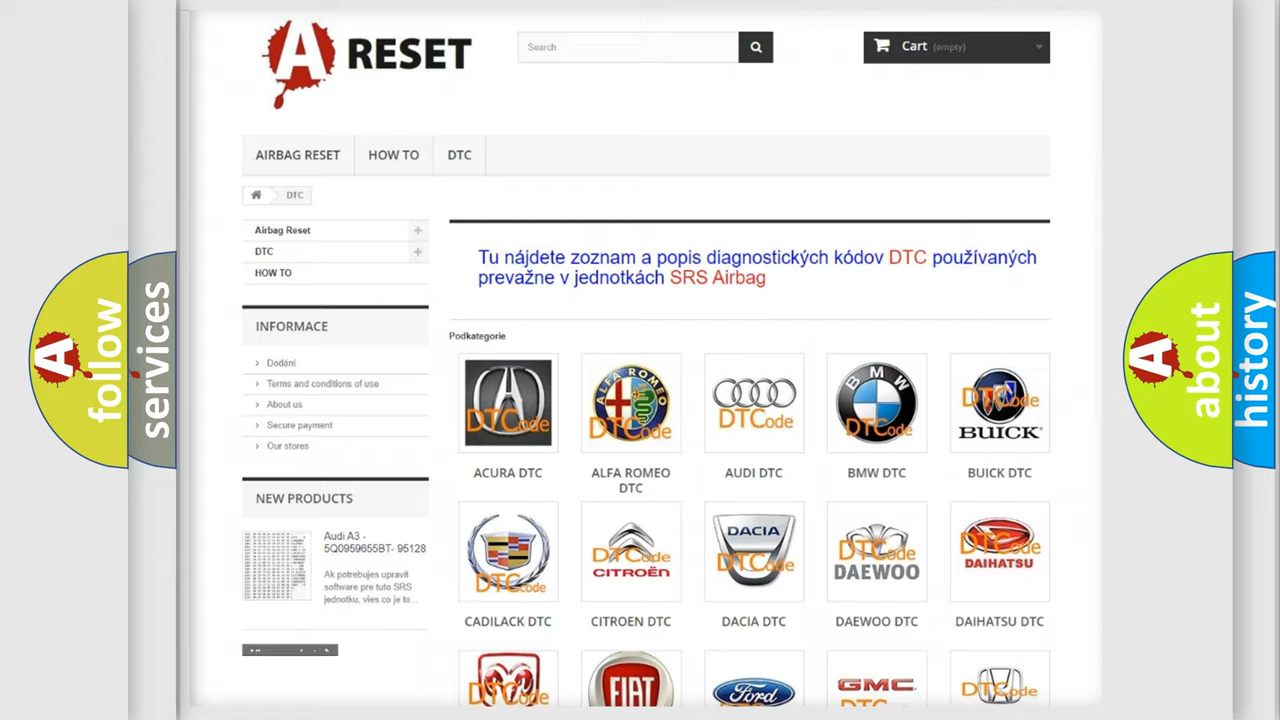 A RESET
Search
Cart (empty)
AIRBAG RESET
HOW TO
DTC
DTC
Airbag Reset
DTC
HOW TO
INFORMACE
Dodání
Terms and conditions of use
About us
Secure payment
Our stores
NEW PRODUCTS
Audi A3 -
5Q0959655BT- 95128
Ak potrebujes upravit
software pre tuto SRS
jednotku, vies co je to...
Tu nájdete zoznam a popis diagnostických kódov DTC používaných
prevažne v jednotkách SRS Airbag
Podkategorie
DTCode
ALFA ROMEO
DTCode
DTCode
BMW
DTCode
DTCode
BUICK
ACURA DTC
ALFA ROMEO
DTC
AUDI DTC
BMW DTC
BUICK DTC
DTCode
DTCode
CITROËN
DACIA
DTCode
DTCode
DAEWOO
DTCode
DAIHATSU
CADILACK DTC
CITROEN DTC
DACIA DTC
DAEWOO DTC
DAIHATSU DTC
DTCode
FIAT
Ford
GMC
DTCode
A follow
services
A about
history